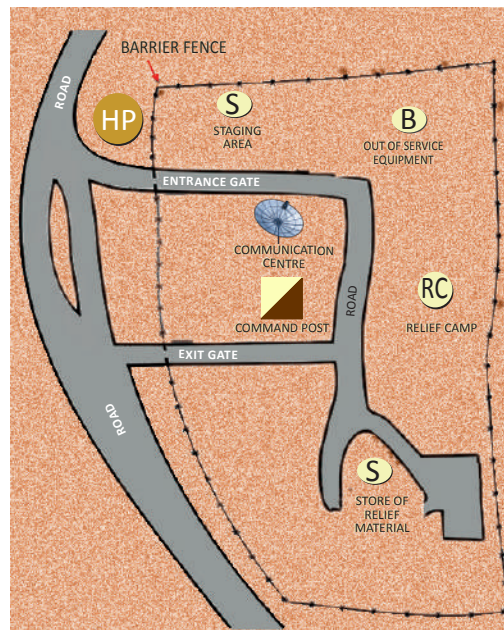 BARRIER FENCE
ROAD
HP
S
STAGING
AREA
B
OUT OF SERVICE
EQUIPMENT
ENTRANCE GATE
COMMUNICATION
CENTRE
ROAD
RC
RELIEF CAMP
COMMAND POST
EXIT GATE
ROAD
S
STORE OF
RELIEF
MATERIAL